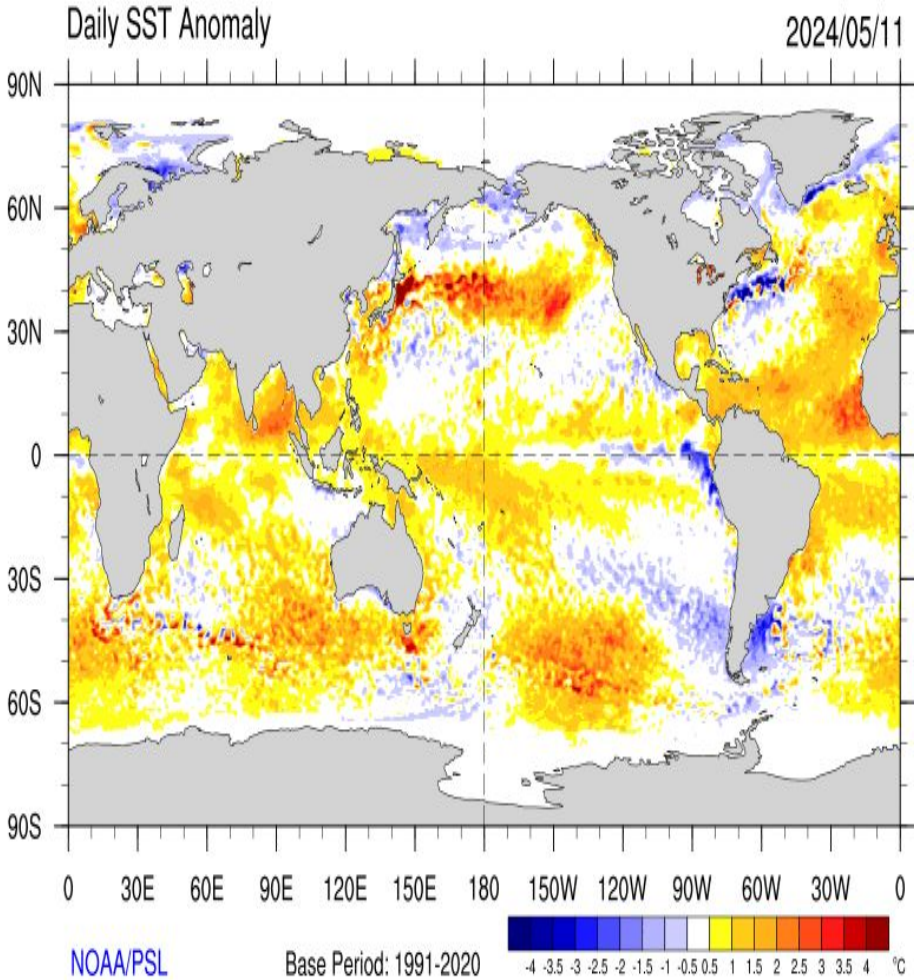 Daily SST Anomaly 2024/05/11
90N
60N
30N
0
30S
60S
90S
0 30E 60E 90E 120E 150E 180 150W 120W 90W 60W 30W 0
NOAA/PSL Base Period: 1991-2020
-4 -3.5 -3 -2.5 -2 -1.5 -1 -0.5 0.5 1 1.5 2 2.5 3 3.5 4 °C